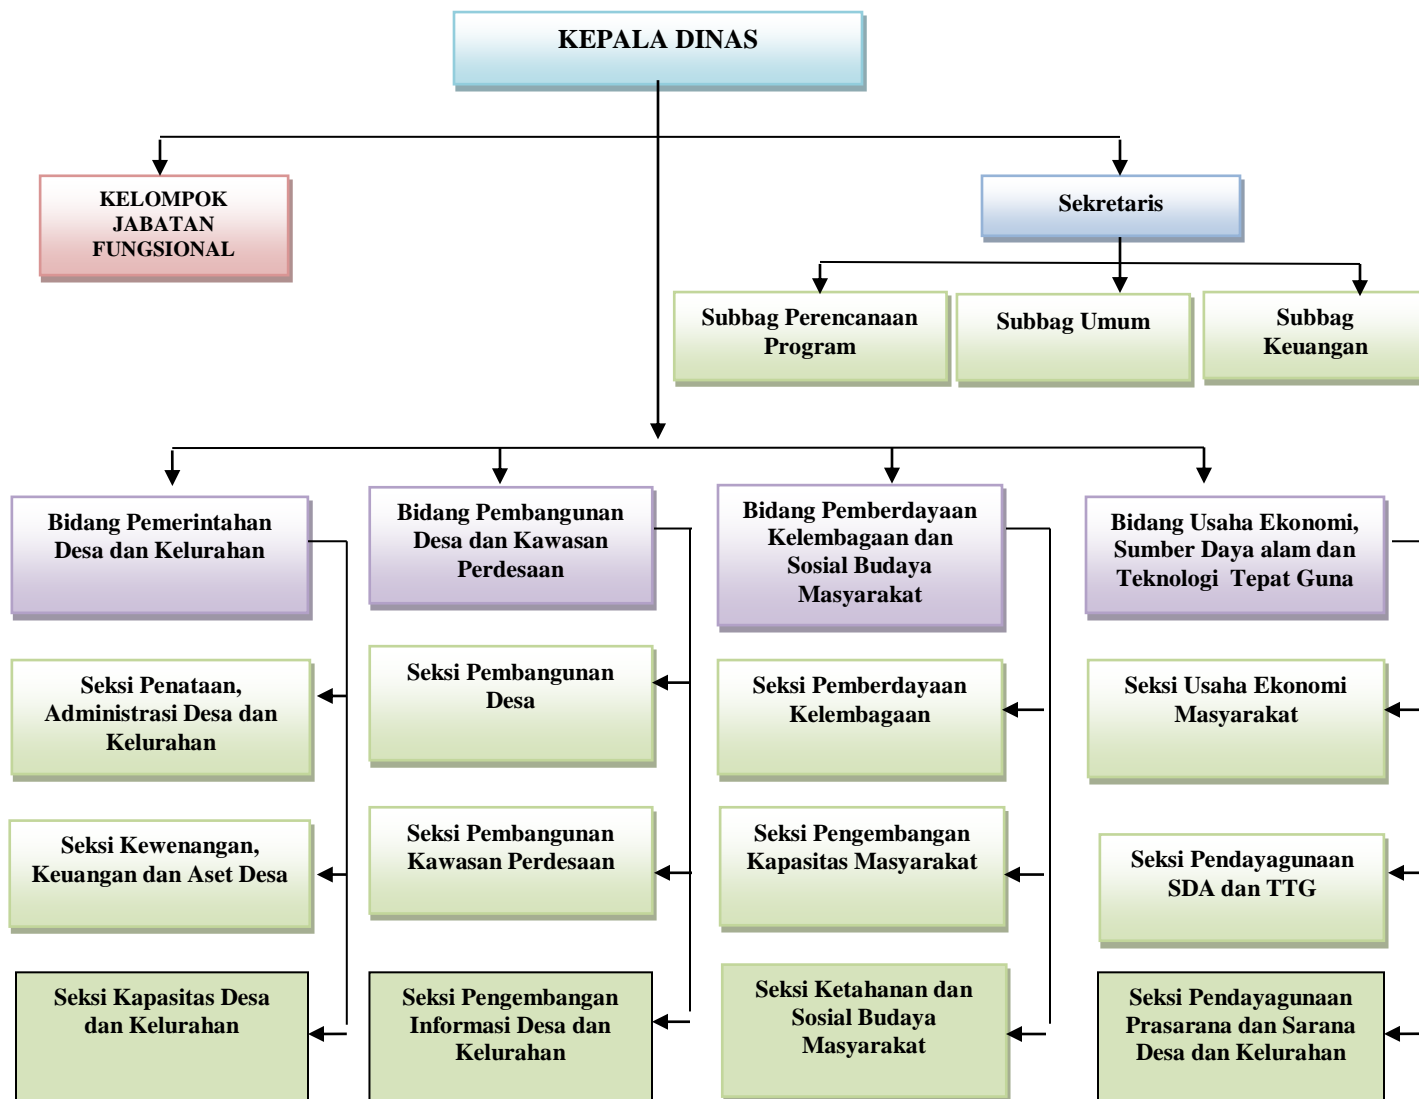 KEPALA DINAS
KELOMPOK
JABATAN
FUNGSIONAL
Sekretaris
Subbag Perencanaan
Program
Subbag Umum
Subbag
Keuangan
Bidang Pemerintahan
Desa dan Kelurahan
Bidang Pembangunan
Desa dan Kawasan
Perdesaan
Bidang Pemberdayaan
Kelembagaan dan
Sosial Budaya
Masyarakat
Bidang Usaha Ekonomi,
Sumber Daya alam dan
Teknologi Tepat Guna
Seksi Penataan,
Administrasi Desa dan
Kelurahan
Seksi Pembangunan
Desa
Seksi Pemberdayaan
Kelembagaan
Seksi Usaha Ekonomi
Masyarakat
Seksi Kewenangan,
Keuangan dan Aset Desa
Seksi Pembangunan
Kawasan Perdesaan
Seksi Pengembangan
Kapasitas Masyarakat
Seksi Pendayagunaan
SDA dan TTG
Seksi Kapasitas Desa
dan Kelurahan
Seksi Pengembangan
Informasi Desa dan
Kelurahan
Seksi Ketahanan dan
Sosial Budaya
Masyarakat
Seksi Pendayagunaan
Prasarana dan Sarana
Desa dan Kelurahan